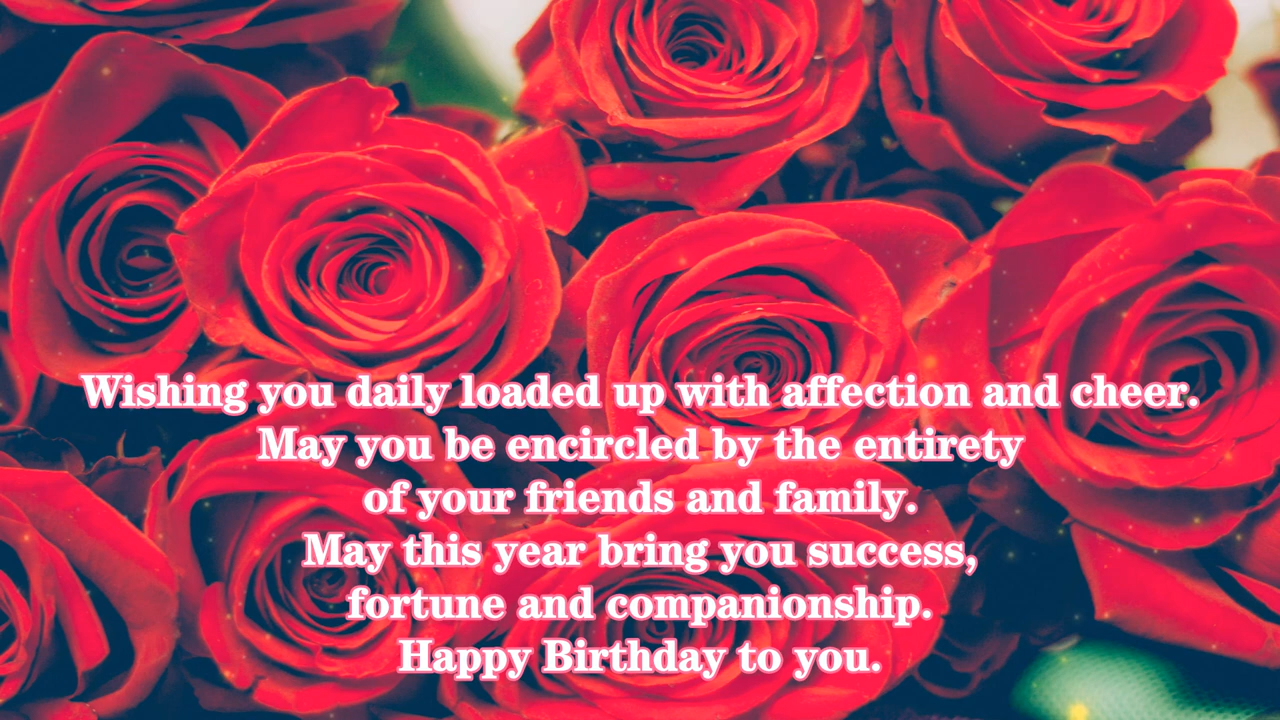 Wishing you daily loaded up with affection and cheer.
May you be encircled by the entirety
of your friends and family.
May this year bring you success,
fortune and companionship.
Happy Birthday to you.